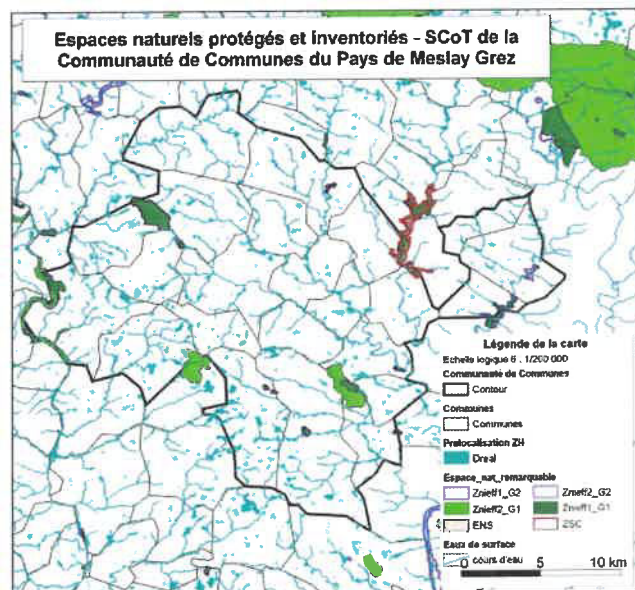 Espaces naturels protégés et inventoriés - SCoT de la
Communauté de Communes du Pays de Meslay Grez
Légende de la carte
Echelle logique 6 : 1/200 000
Communauté de Communes
Contour
Communes
Communes
Prelocalisation ZH
Dreal
Espace_nat_remarquable
Znieff1_G2
Znieff2_G2
Znieff2_G1
Znieff1_G1
ENS
ZSC
Eaux de surface
cours d'eau
0 5 10 km